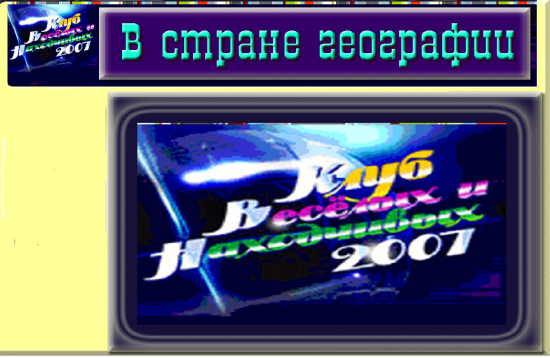 Клуб
Весёлых и
Находчивых
2007
В стране географии
Клуб
Весёлых и
Находчивых
2007